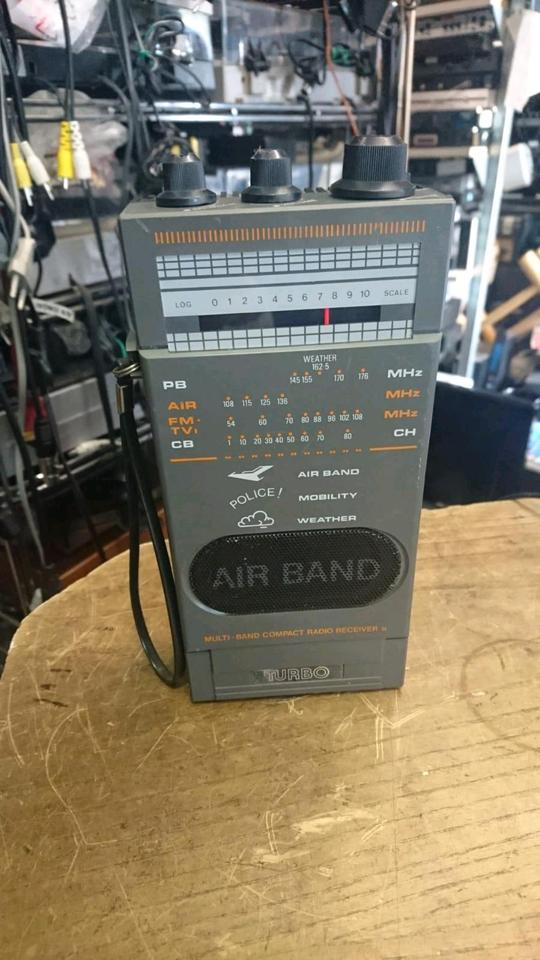 LOG 0 1 2 3 4 5 6 7 8 9 10 SCALE
WEATHER
162·5
PB 145 155 170 176 MHz
AIR 108 115 125 136 MHz
FM· TV1 54 60 70 80 88 96 102 108 MHz
CB 1 10 20 30 40 50 60 70 80 CH
AIR BAND
POLICE! MOBILITY
WEATHER
AIR BAND
MULTI-BAND COMPACT RADIO RECEIVER
TURBO